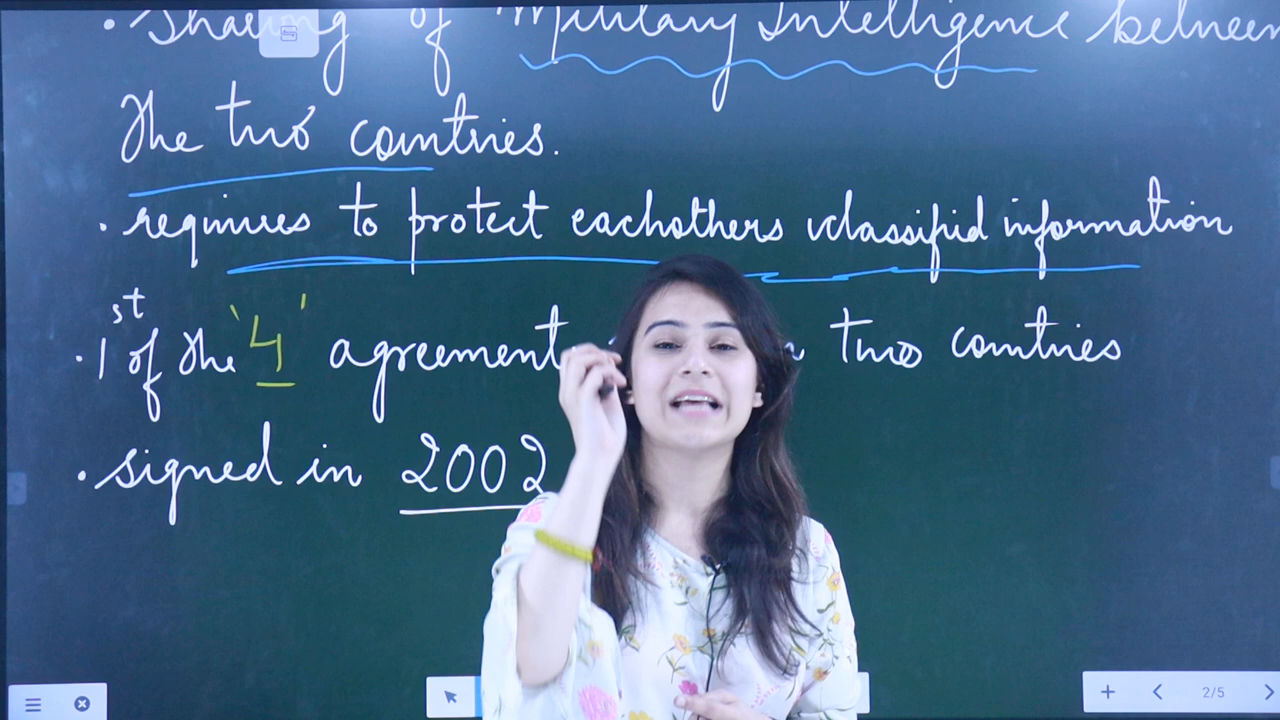 • Sharing of Military Intelligence between
the two countries.
• requires to protect eachothers classified information
• 1st of the '4' agreement two countries
• signed in 2002
2/5